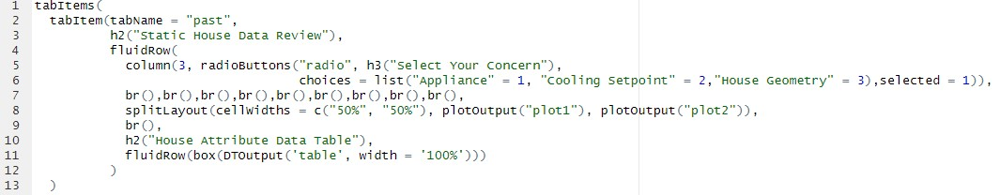 1 tabItems(
2 tabItem(tabName = "past",
3 h2("Static House Data Review"),
4 fluidRow(
5 column(3, radioButtons("radio", h3("Select Your Concern"),
6 choices = list("Appliance" = 1, "Cooling Setpoint" = 2,"House Geometry" = 3),selected = 1)),
7 br(),br(),br(),br(),br(),br(),br(),br(),br(),
8 splitLayout(cellWidths = c("50%", "50%"), plotOutput("plot1"), plotOutput("plot2")),
9 br(),
10 h2("House Attribute Data Table"),
11 fluidRow(box(DTOutput('table', width = '100%')))
12 )
13 )